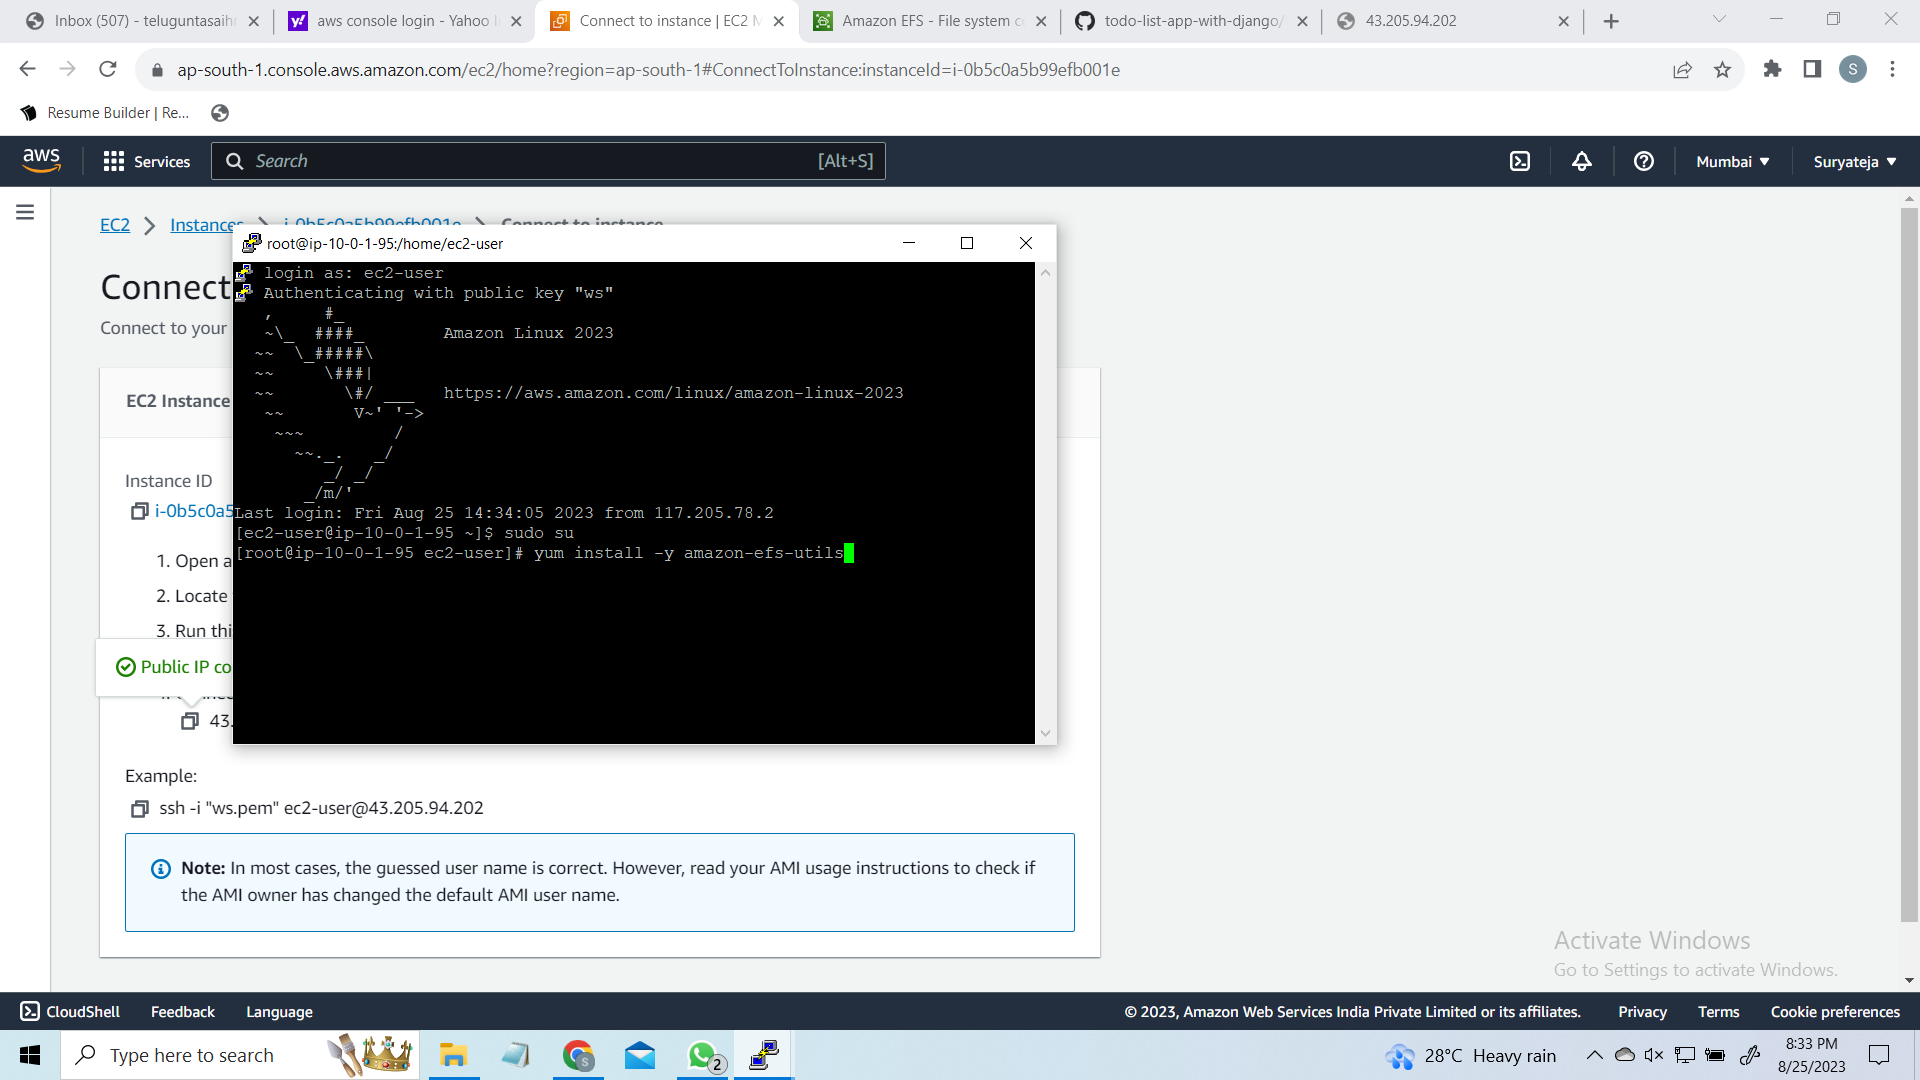 Inbox (507) - teluguntasaih
aws console login - Yahoo I
Connect to instance | EC2 M
Amazon EFS - File system c
todo-list-app-with-django/
43.205.94.202
ap-south-1.console.aws.amazon.com/ec2/home?region=ap-south-1#ConnectToInstance:instanceId=i-0b5c0a5b99efb001e
S
Resume Builder | Re...
aws
Services
Search
[Alt+S]
Mumbai
Suryateja
EC2
Instances
i-0b5c0a5b99efb001e
Connect to instance
Connect
Connect to your
EC2 Instance
Instance ID
i-0b5c0a5
1. Open a
2. Locate
3. Run thi
Public IP co
43.
root@ip-10-0-1-95:/home/ec2-user
login as: ec2-user
Authenticating with public key "ws"
   ,     #_
   ~\_  ####_        Amazon Linux 2023
  ~~  \_#####\
  ~~     \###|
  ~~       \#/ ___   https://aws.amazon.com/linux/amazon-linux-2023
   ~~       V~' '->
    ~~~         /
      ~~._.   _/
         _/ _/
       _/m/'
Last login: Fri Aug 25 14:34:05 2023 from 117.205.78.2
[ec2-user@ip-10-0-1-95 ~]$ sudo su
[root@ip-10-0-1-95 ec2-user]# yum install -y amazon-efs-utils
Example:
ssh -i "ws.pem" ec2-user@43.205.94.202
Note: In most cases, the guessed user name is correct. However, read your AMI usage instructions to check if
the AMI owner has changed the default AMI user name.
Activate Windows
Go to Settings to activate Windows.
CloudShell
Feedback
Language
© 2023, Amazon Web Services India Private Limited or its affiliates.
Privacy
Terms
Cookie preferences
Type here to search
S
2
28°C Heavy rain
8:33 PM
8/25/2023